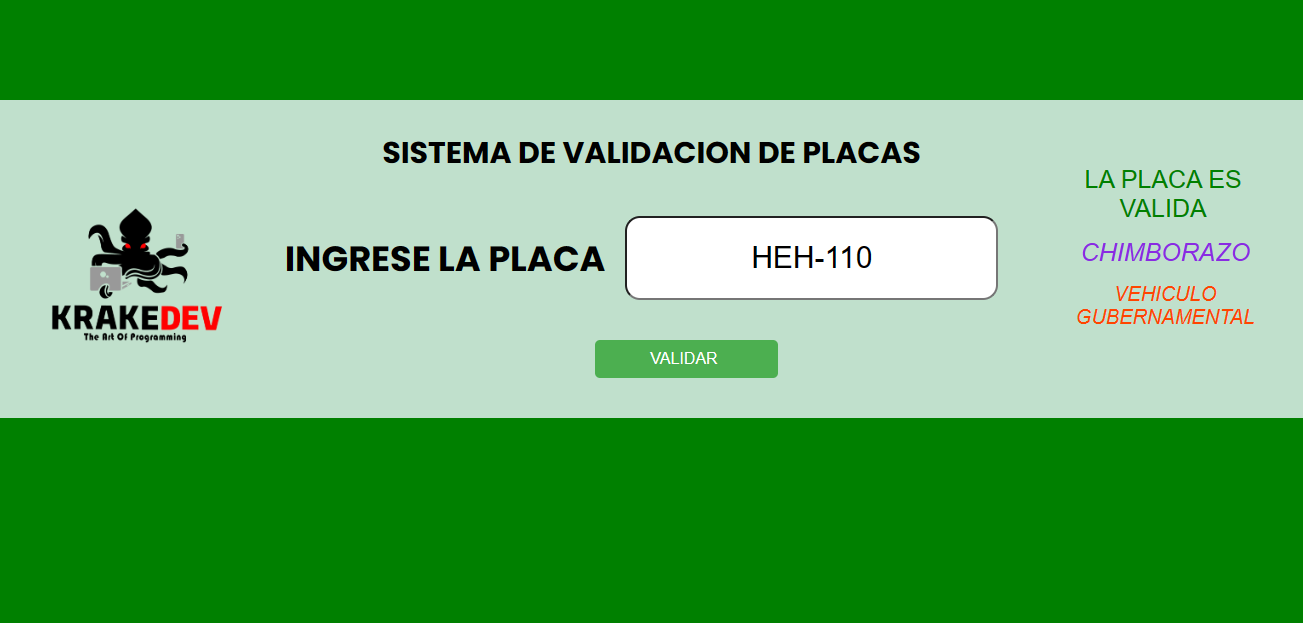 SISTEMA DE VALIDACION DE PLACAS
KRAKEDEV
The Art Of Programming
INGRESE LA PLACA
HEH-110
VALIDAR
LA PLACA ES
VALIDA
CHIMBORAZO
VEHICULO
GUBERNAMENTAL